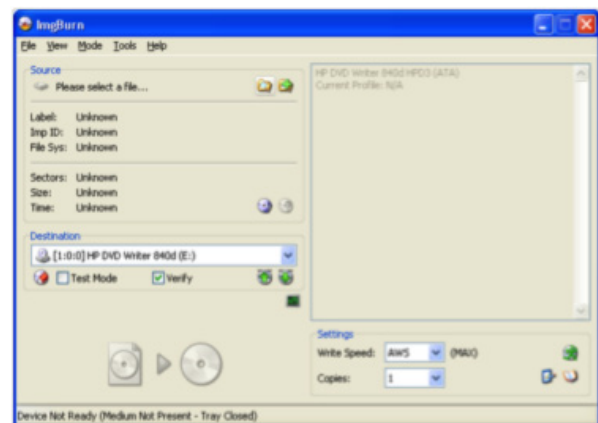 ImgBurn
File View Mode Tools Help
Source
Please select a file...
Label: Unknown
Imp ID: Unknown
File Sys: Unknown
Sectors: Unknown
Size: Unknown
Time: Unknown
Destination
[1:0:0] HP DVD Writer 840d (E:)
Test Mode Verify
HP DVD Writer 840d HPD3 (ATA)
Current Profile: N/A
Settings
Write Speed: AWS (MAX)
Copies: 1
Device Not Ready (Medium Not Present - Tray Closed)